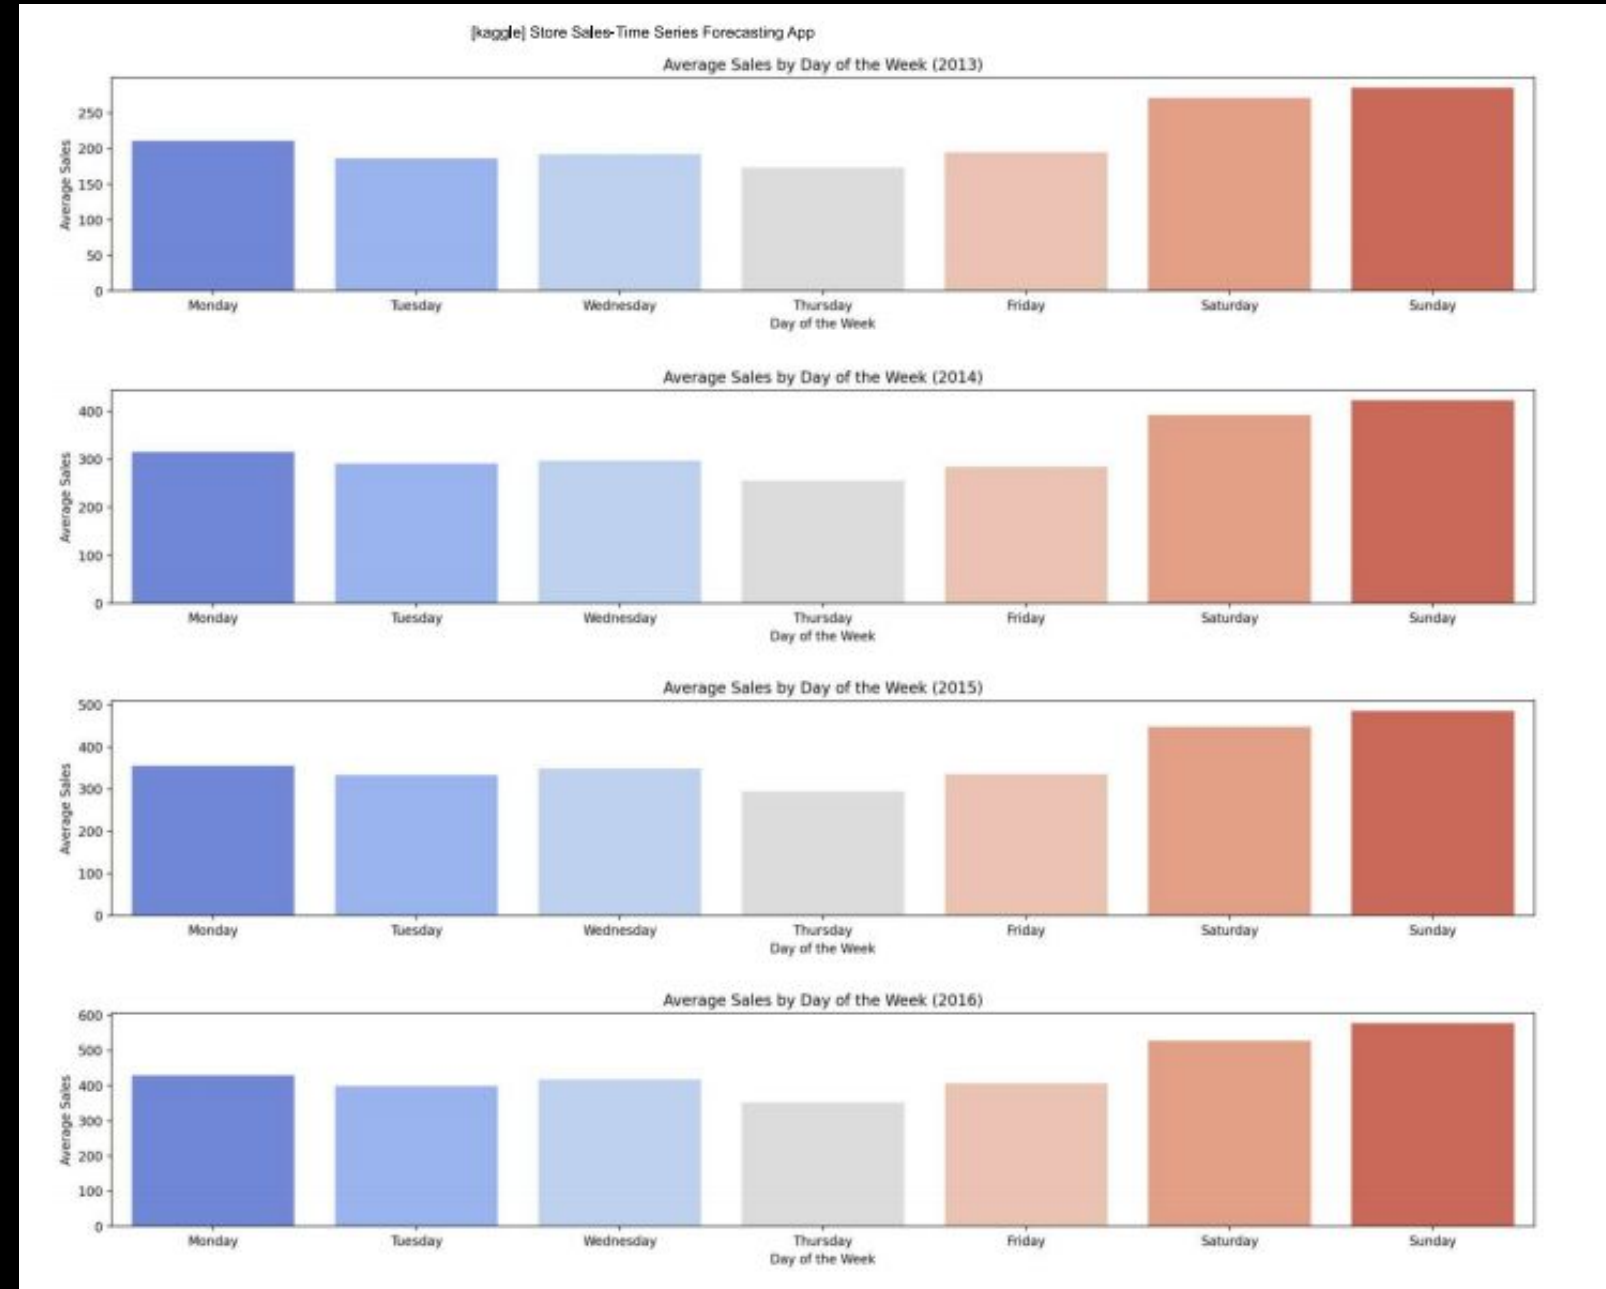 [kaggle] Store Sales-Time Series Forecasting App
Average Sales by Day of the Week (2013)
Average Sales
250
200
150
100
50
0
Monday Tuesday Wednesday Thursday Friday Saturday Sunday
Day of the Week
Average Sales by Day of the Week (2014)
Average Sales
400
300
200
100
0
Monday Tuesday Wednesday Thursday Friday Saturday Sunday
Day of the Week
Average Sales by Day of the Week (2015)
Average Sales
500
400
300
200
100
0
Monday Tuesday Wednesday Thursday Friday Saturday Sunday
Day of the Week
Average Sales by Day of the Week (2016)
Average Sales
600
500
400
300
200
100
0
Monday Tuesday Wednesday Thursday Friday Saturday Sunday
Day of the Week